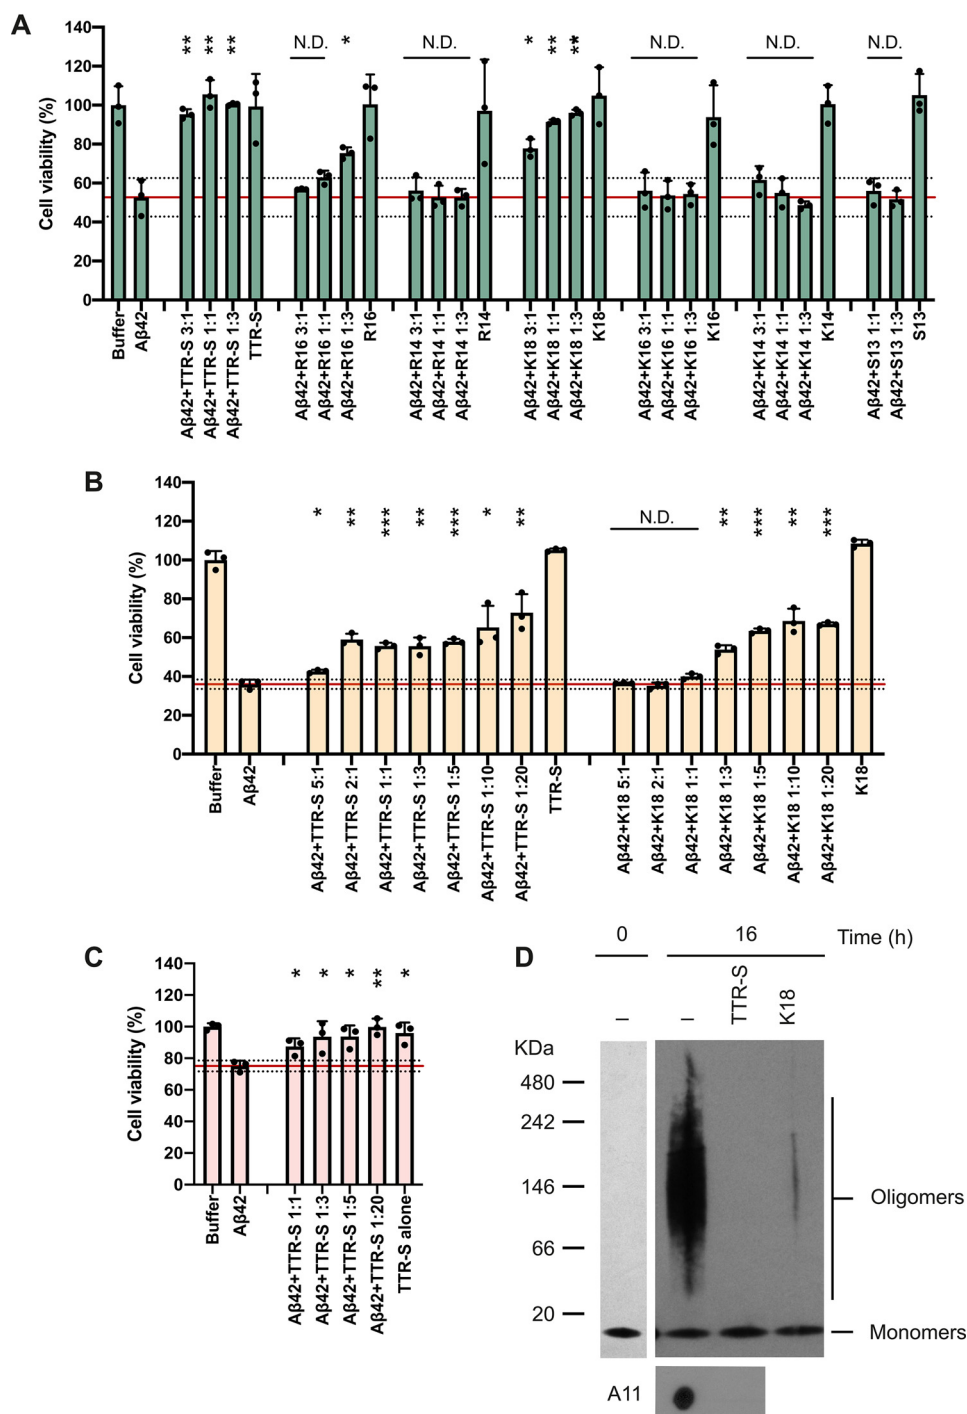 A
140
120
100
80
60
40
20
0
Cell viability (%)
** ** ** N.D. * N.D. * ** ** N.D. N.D. N.D.
Buffer
Aβ42
Aβ42+TTR-S 3:1
Aβ42+TTR-S 1:1
Aβ42+TTR-S 1:3
TTR-S
Aβ42+R16 3:1
Aβ42+R16 1:1
Aβ42+R16 1:3
R16
Aβ42+R14 3:1
Aβ42+R14 1:1
Aβ42+R14 1:3
R14
Aβ42+K18 3:1
Aβ42+K18 1:1
Aβ42+K18 1:3
K18
Aβ42+K16 3:1
Aβ42+K16 1:1
Aβ42+K16 1:3
K16
Aβ42+K14 3:1
Aβ42+K14 1:1
Aβ42+K14 1:3
K14
Aβ42+S13 1:1
Aβ42+S13 1:3
S13
B
140
120
100
80
60
40
20
0
Cell viability (%)
* ** *** ** *** * ** N.D. ** *** ** ***
Buffer
Aβ42
Aβ42+TTR-S 5:1
Aβ42+TTR-S 2:1
Aβ42+TTR-S 1:1
Aβ42+TTR-S 1:3
Aβ42+TTR-S 1:5
Aβ42+TTR-S 1:10
Aβ42+TTR-S 1:20
TTR-S
Aβ42+K18 5:1
Aβ42+K18 2:1
Aβ42+K18 1:1
Aβ42+K18 1:3
Aβ42+K18 1:5
Aβ42+K18 1:10
Aβ42+K18 1:20
K18
C
140
120
100
80
60
40
20
0
Cell viability (%)
* * * ** *
Buffer
Aβ42
Aβ42+TTR-S 1:1
Aβ42+TTR-S 1:3
Aβ42+TTR-S 1:5
Aβ42+TTR-S 1:20
TTR-S alone
D
0 16 Time (h)
– – TTR-S K18
KDa
480
242
146
66
20
Oligomers
Monomers
A11